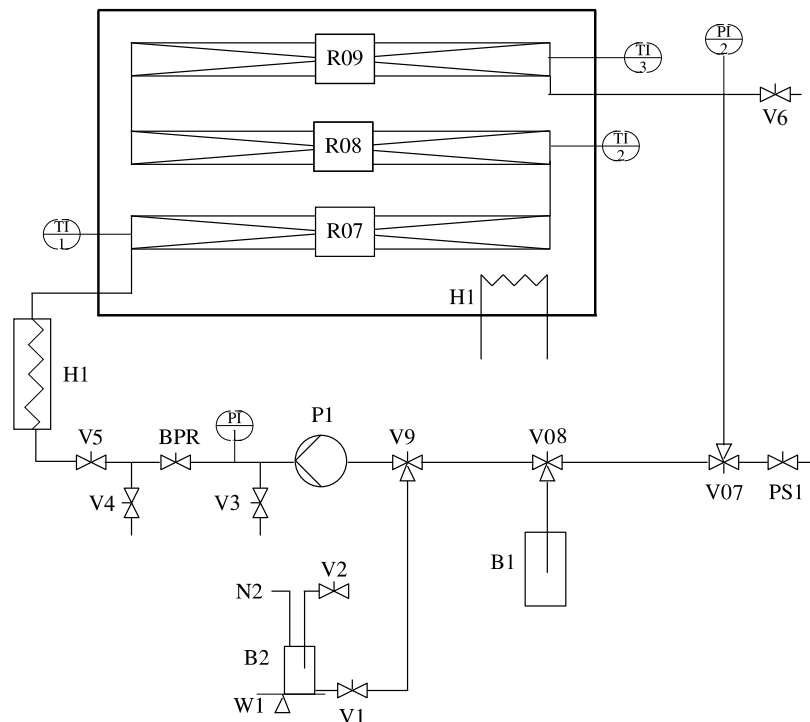 R09
TI
3
PI
2
V6
R08
TI
2
R07
TI
1
H1
H1
P1
V5
BPR
PI
1
V9
V08
V4
V3
V07
PS1
B1
V2
N2
B2
W1
V1